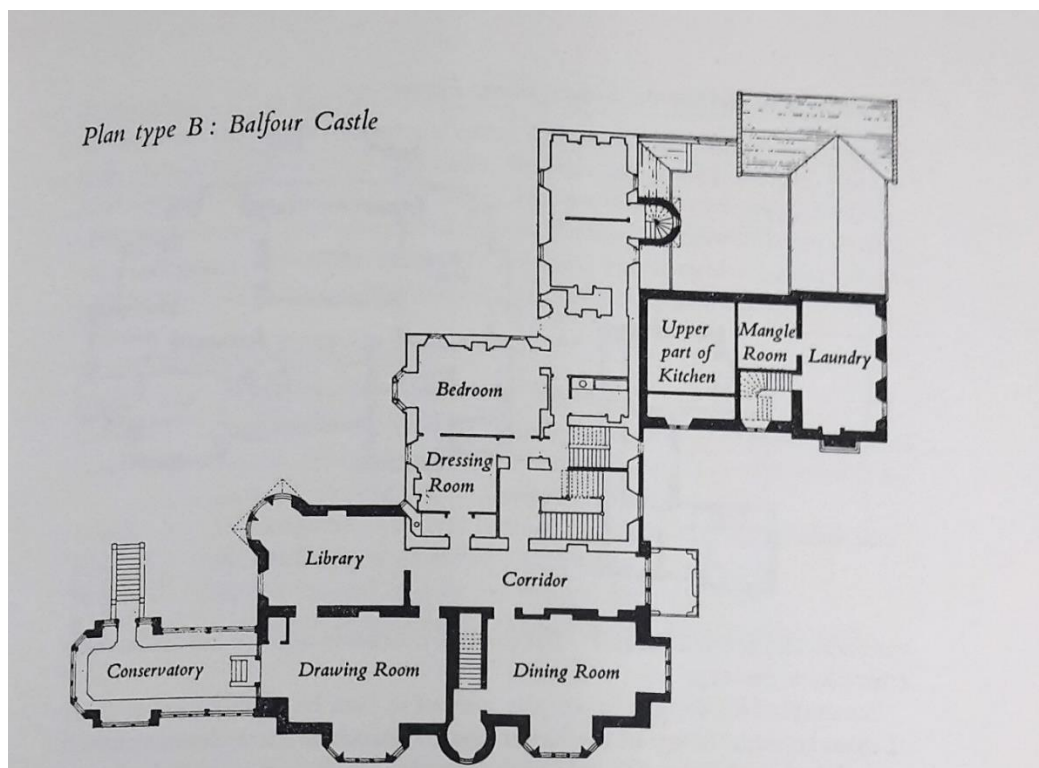 Plan type B: Balfour Castle
Upper
part of
Kitchen
Mangle
Room
Laundry
Bedroom
Dressing
Room
Library
Corridor
Conservatory
Drawing Room
Dining Room